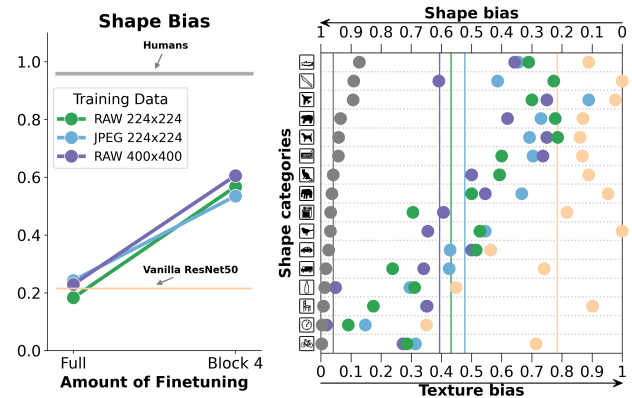 Shape Bias
1.0
0.8
0.6
0.4
0.2
0.0
Humans
Training Data
RAW 224x224
JPEG 224x224
RAW 400x400
Vanilla ResNet50
Full
Block 4
Amount of Finetuning
Shape bias
1 0.9 0.8 0.7 0.6 0.5 0.4 0.3 0.2 0.1 0
Shape categories
0 0.1 0.2 0.3 0.4 0.5 0.6 0.7 0.8 0.9 1
Texture bias